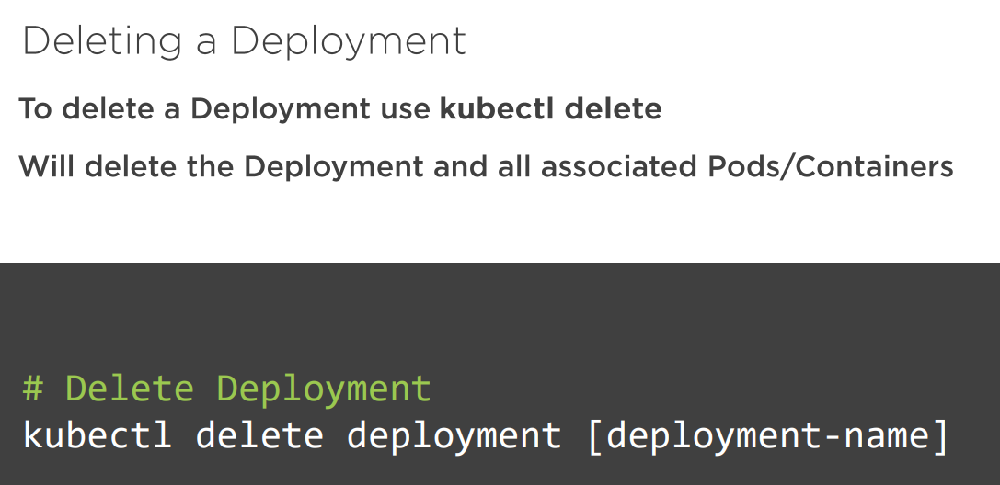 Deleting a Deployment
To delete a Deployment use kubectl delete
Will delete the Deployment and all associated Pods/Containers
# Delete Deployment
kubectl delete deployment [deployment-name]